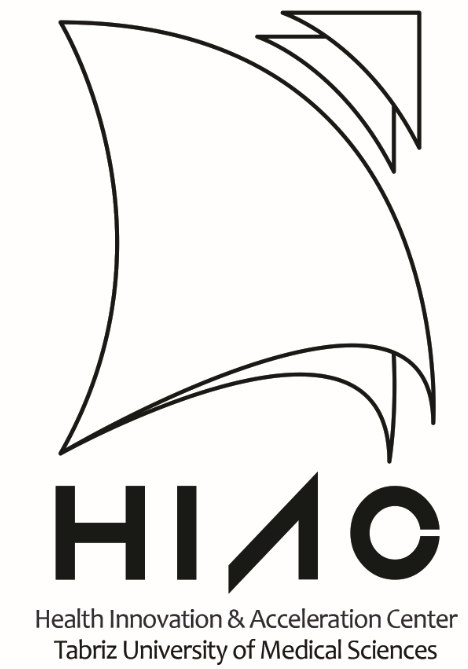 HIAC
Health Innovation & Acceleration Center
Tabriz University of Medical Sciences